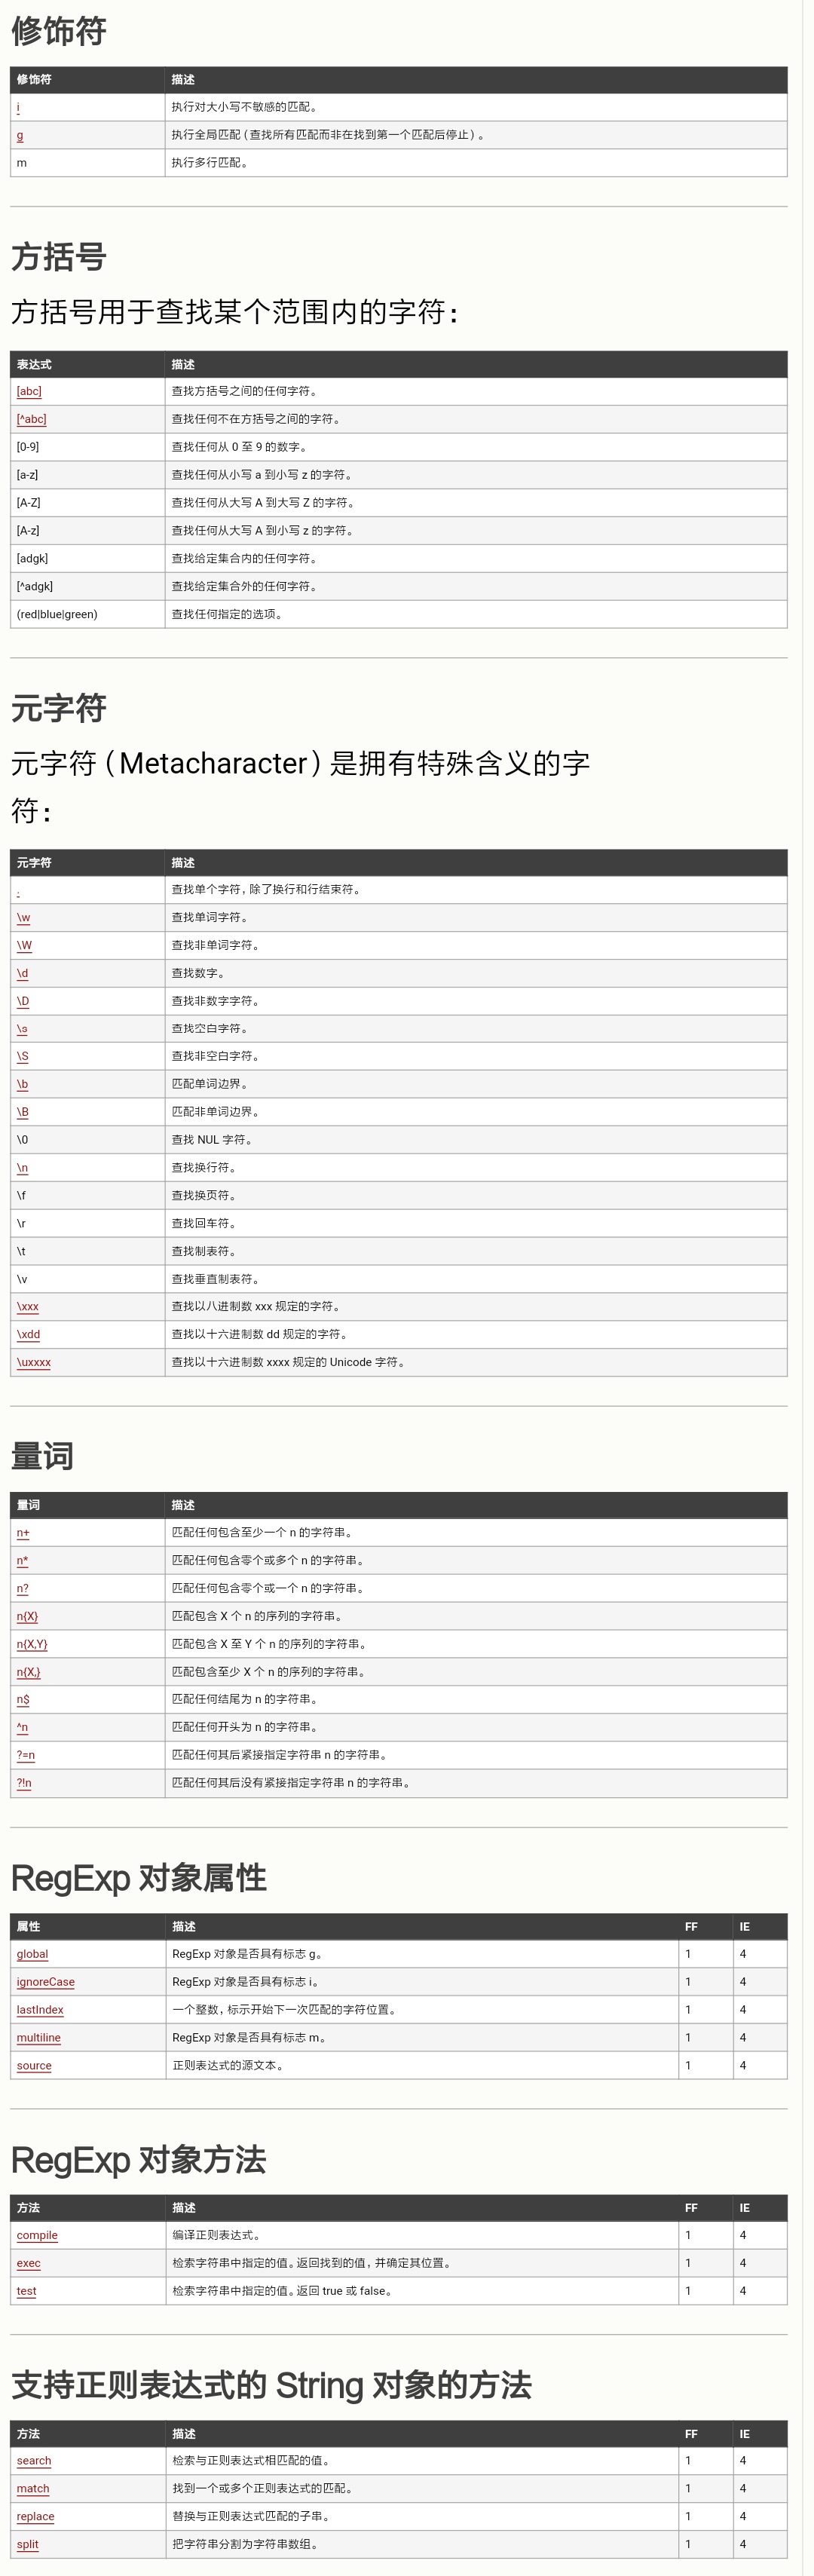 修饰符
修饰符 描述
i 执行对大小写不敏感的匹配。
g 执行全局匹配（查找所有匹配而非在找到第一个匹配后停止）。
m 执行多行匹配。
方括号
方括号用于查找某个范围内的字符：
表达式 描述
[abc] 查找方括号之间的任何字符。
[^abc] 查找任何不在方括号之间的字符。
[0-9] 查找任何从 0 至 9 的数字。
[a-z] 查找任何从小写 a 到小写 z 的字符。
[A-Z] 查找任何从大写 A 到大写 Z 的字符。
[A-z] 查找任何从大写 A 到小写 z 的字符。
[adgk] 查找给定集合内的任何字符。
[^adgk] 查找给定集合外的任何字符。
(red|blue|green) 查找任何指定的选项。
元字符
元字符（Metacharacter）是拥有特殊含义的字
符：
元字符 描述
. 查找单个字符，除了换行和行结束符。
\w 查找单词字符。
\W 查找非单词字符。
\d 查找数字。
\D 查找非数字字符。
\s 查找空白字符。
\S 查找非空白字符。
\b 匹配单词边界。
\B 匹配非单词边界。
\0 查找 NUL 字符。
\n 查找换行符。
\f 查找换页符。
\r 查找回车符。
\t 查找制表符。
\v 查找垂直制表符。
\xxx 查找以八进制数 xxx 规定的字符。
\xdd 查找以十六进制数 dd 规定的字符。
\uxxxx 查找以十六进制数 xxxx 规定的 Unicode 字符。
量词
量词 描述
n+ 匹配任何包含至少一个 n 的字符串。
n* 匹配任何包含零个或多个 n 的字符串。
n? 匹配任何包含零个或一个 n 的字符串。
n{X} 匹配包含 X 个 n 的序列的字符串。
n{X,Y} 匹配包含 X 至 Y 个 n 的序列的字符串。
n{X,} 匹配包含至少 X 个 n 的序列的字符串。
n$ 匹配任何结尾为 n 的字符串。
^n 匹配任何开头为 n 的字符串。
?=n 匹配任何其后紧接指定字符串 n 的字符串。
?!n 匹配任何其后没有紧接指定字符串 n 的字符串。
RegExp 对象属性
属性 描述 FF IE
global RegExp 对象是否具有标志 g。 1 4
ignoreCase RegExp 对象是否具有标志 i。 1 4
lastIndex 一个整数，标示开始下一次匹配的字符位置。 1 4
multiline RegExp 对象是否具有标志 m。 1 4
source 正则表达式的源文本。 1 4
RegExp 对象方法
方法 描述 FF IE
compile 编译正则表达式。 1 4
exec 检索字符串中指定的值。返回找到的值，并确定其位置。 1 4
test 检索字符串中指定的值。返回 true 或 false。 1 4
支持正则表达式的 String 对象的方法
方法 描述 FF IE
search 检索与正则表达式相匹配的值。 1 4
match 找到一个或多个正则表达式的匹配。 1 4
replace 替换与正则表达式匹配的子串。 1 4
split 把字符串分割为字符串数组。 1 4